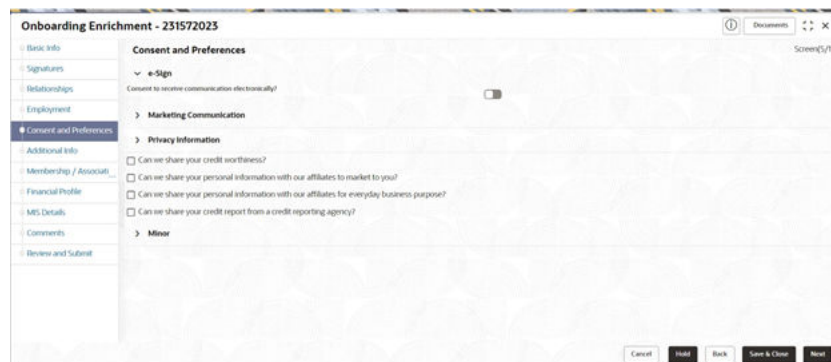 Onboarding Enrichment - 231572023
Documents
Basic Info
Signatures
Relationships
Employment
Consent and Preferences
Additional Info
Membership / Associati...
Financial Profile
MIS Details
Comments
Review and Submit
Consent and Preferences
Screen(5/1
e-Sign
Consent to receive communication electronically?
Marketing Communication
Privacy Information
Can we share your credit worthiness?
Can we share your personal information with our affiliates to market to you?
Can we share your personal information with our affiliates for everyday business purpose?
Can we share your credit report from a credit reporting agency?
Minor
Cancel
Hold
Back
Save & Close
Next